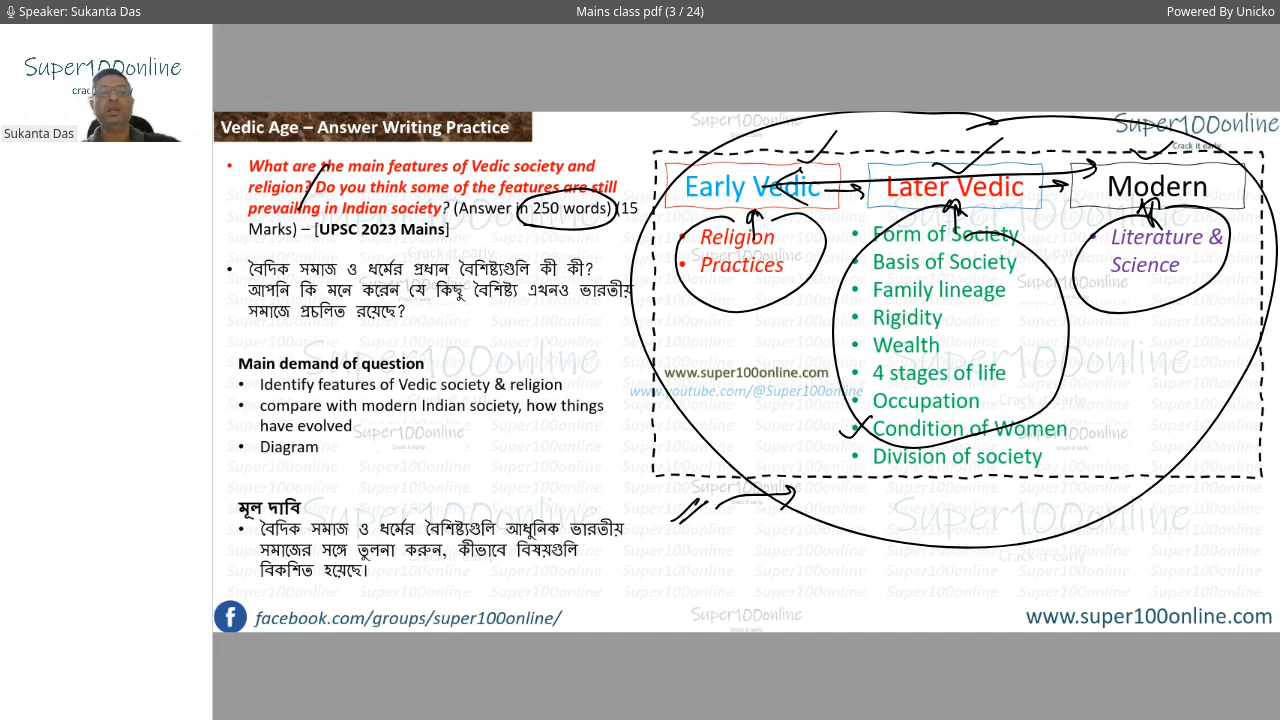 Speaker: Sukanta Das
Mains class pdf (3 / 24)
Powered By Unicko
Super100online
Sukanta Das
Vedic Age – Answer Writing Practice
Super100online
Crack it early
• What are the main features of Vedic society and
religion? Do you think some of the features are still
prevailing in Indian society? (Answer in 250 words) (15
Marks) – [UPSC 2023 Mains]
• বৈদিক সমাজ ও ধর্মের প্রধান বৈশিষ্ট্যগুলি কী কী?
আপনি কি মনে করেন যে কিছু বৈশিষ্ট্য এখনও ভারতীয়
সমাজে প্রচলিত রয়েছে?
Main demand of question
• Identify features of Vedic society & religion
• compare with modern Indian society, how things
have evolved
• Diagram
মূল দাবি
• বৈদিক সমাজ ও ধর্মের বৈশিষ্ট্যগুলি আধুনিক ভারতীয়
সমাজের সঙ্গে তুলনা করুন, কীভাবে বিষয়গুলি
বিকশিত হয়েছে।
Early Vedic
• Religion
• Practices
Later Vedic
• Form of Society
• Basis of Society
• Family lineage
• Rigidity
• Wealth
• 4 stages of life
• Occupation
• Condition of Women
• Division of society
Modern
• Literature &
Science
www.super100online.com
www.youtube.com/@Super100online
facebook.com/groups/super100online/
www.super100online.com